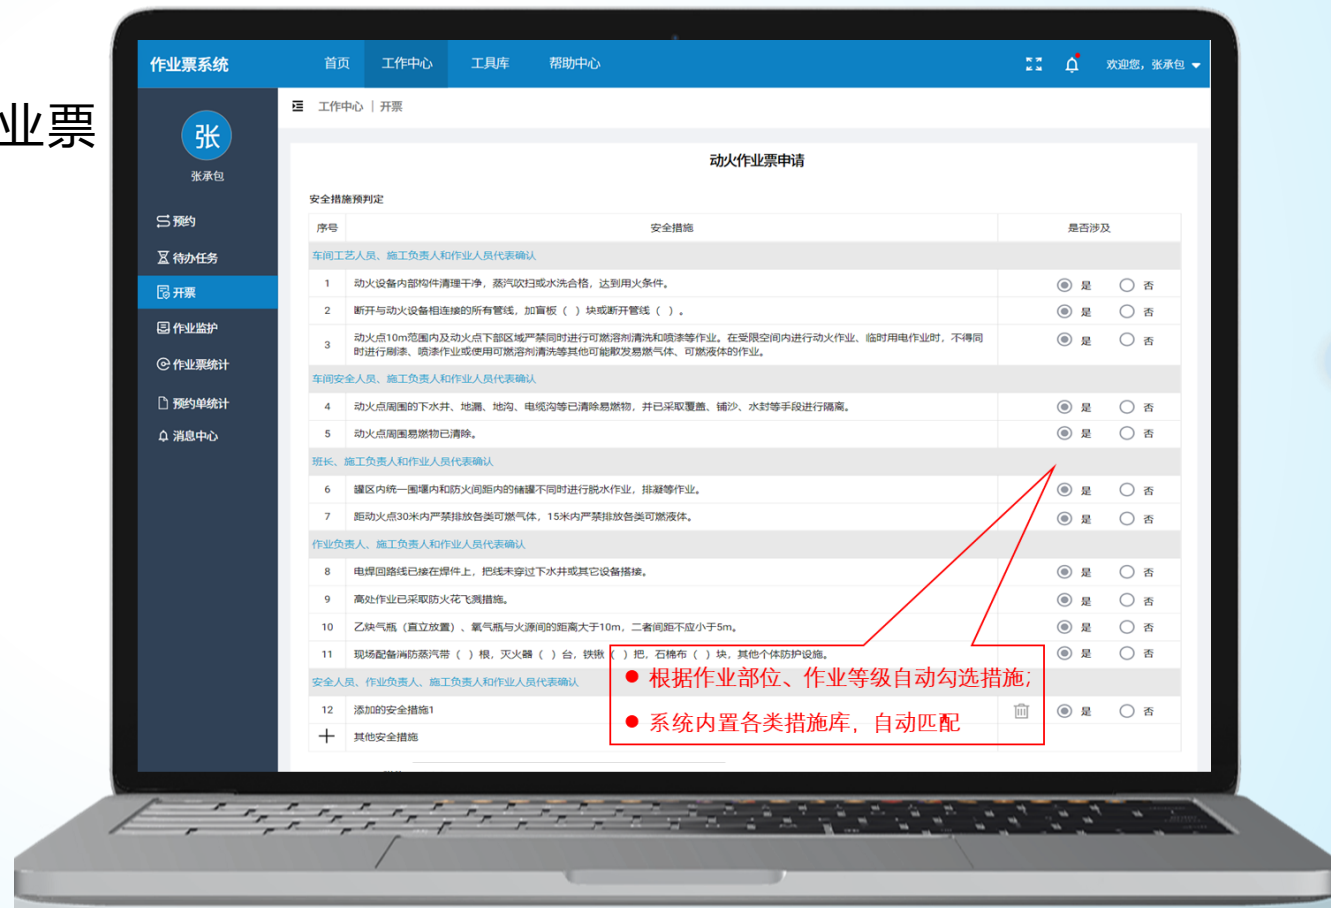 业票
作业票系统 首页 工作中心 工具库 帮助中心 欢迎您，张承包
张
张承包
预约
待办任务
开票
作业监护
作业票统计
预约单统计
消息中心
工作中心 | 开票
动火作业票申请
安全措施预判定
序号 安全措施 是否涉及
车间工艺人员、施工负责人和作业人员代表确认
1 动火设备内部构件清理干净，蒸汽吹扫或水洗合格，达到用火条件。 是 否
2 断开与动火设备相连接的所有管线，加盲板（ ）块或断开管线（ ）。 是 否
3 动火点10m范围内及动火点下部区域严禁同时进行可燃溶剂清洗和喷漆等作业。在受限空间内进行动火作业、临时用电作业时，不得同 是 否
时进行刷漆、喷漆作业或使用可燃溶剂清洗等其他可能散发易燃气体、可燃液体的作业。
车间安全人员、施工负责人和作业人员代表确认
4 动火点周围的下水井、地漏、地沟、电缆沟等已清除易燃物，并已采取覆盖、铺沙、水封等手段进行隔离。 是 否
5 动火点周围易燃物已清除。 是 否
班长、施工负责人和作业人员代表确认
6 罐区内统一围堰内和防火间距内的储罐不同时进行脱水作业，排凝等作业。 是 否
7 距动火点30米内严禁排放各类可燃气体，15米内严禁排放各类可燃液体。 是 否
作业负责人、施工负责人和作业人员代表确认
8 电焊回路线已接在焊件上，把线未穿过下水井或其它设备搭接。 是 否
9 高处作业已采取防火花飞溅措施。 是 否
10 乙炔气瓶（直立放置）、氧气瓶与火源间的距离大于10m，二者间距不应小于5m。 是 否
11 现场配备消防蒸汽带（ ）根，灭火器（ ）台，铁锹（ ）把，石棉布（ ）块，其他个体防护设施。 是 否
安全人员、作业负责人、施工负责人和作业人员代表确认
12 添加的安全措施1 是 否
其他安全措施
● 根据作业部位、作业等级自动勾选措施;
● 系统内置各类措施库，自动匹配